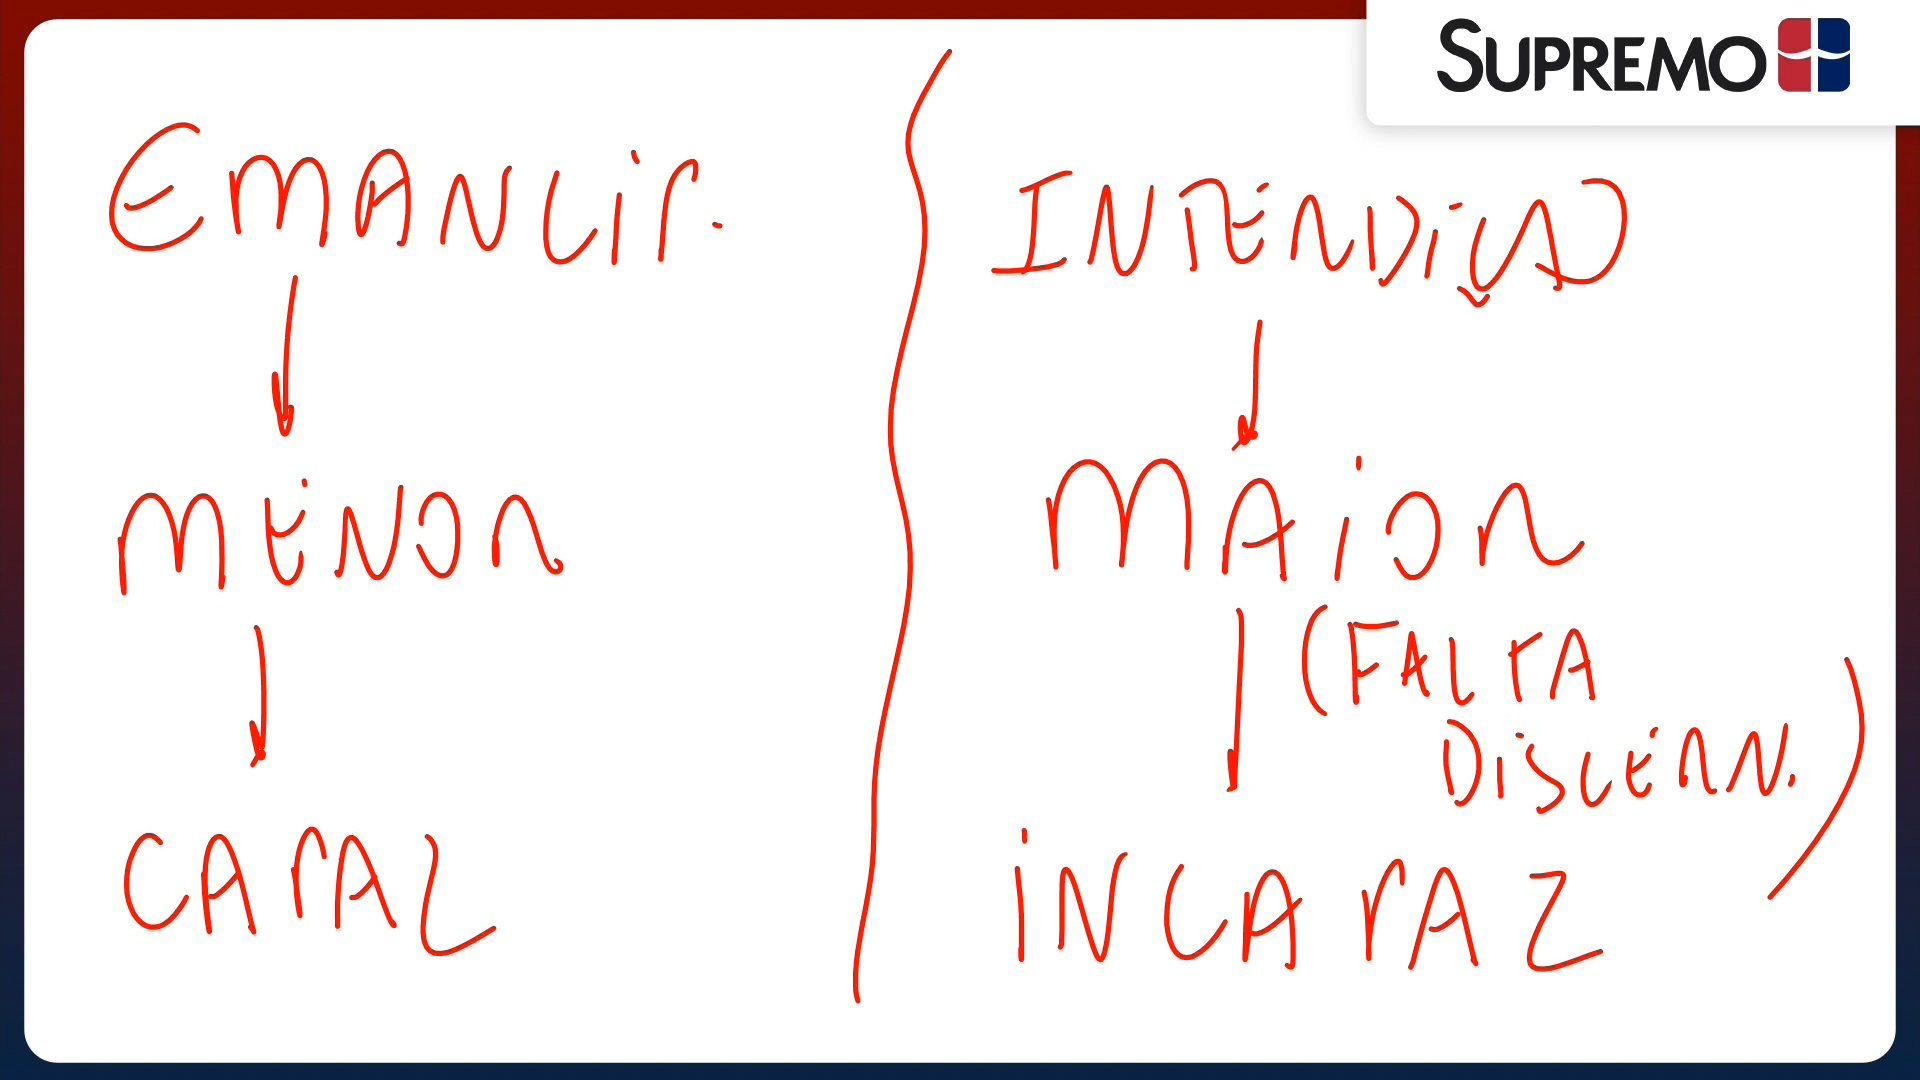 SUPREMO
EMANCIP.
MENOR
CAPAZ
INTERDIÇÃO
MAIOR
(FALTA
DISCERN.)
INCAPAZ